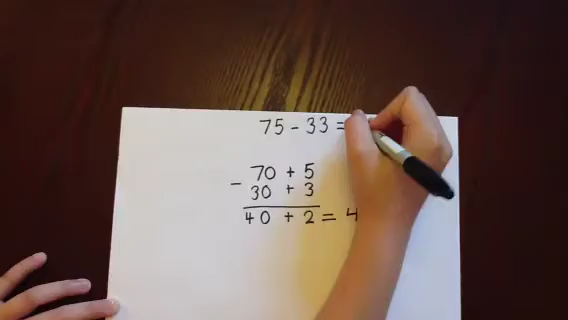 75 - 33 =
70 + 5
- 30 + 3
40 + 2 = 4